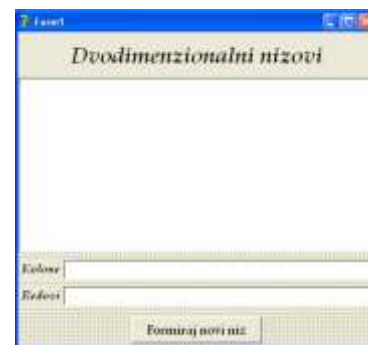 Form1
Dvodimenzionalni nizovi
Kolone
Redovi
Formiraj novi niz